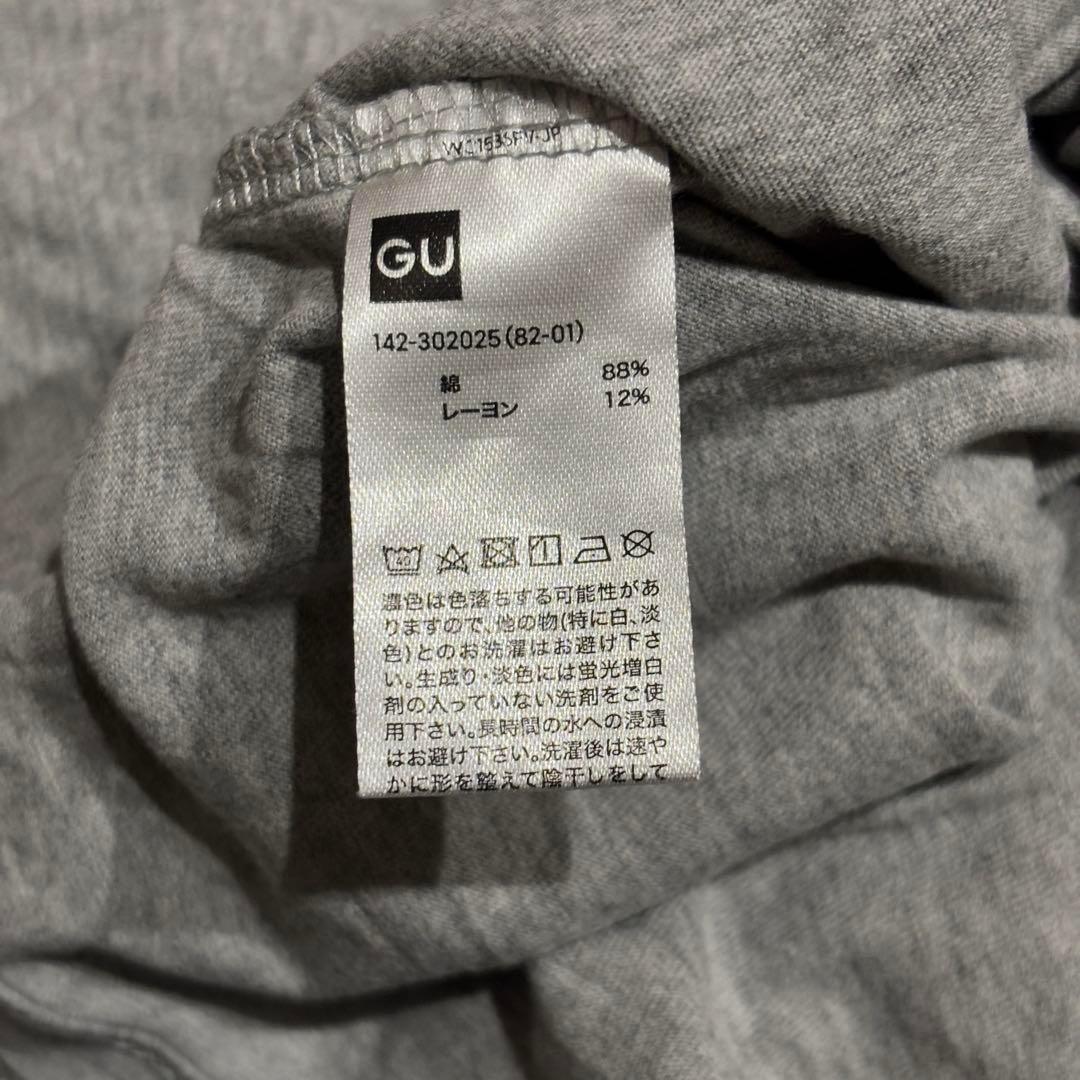 GU
142-302025(82-01)
綿 88%
レーヨン 12%
40
濃色は色落ちする可能性があ
りますので、他の物(特に白、淡
色)とのお洗濯はお避け下さ
い。生成り・淡色には蛍光増白
剤の入っていない洗剤をご使
用下さい。長時間の水への浸漬
はお避け下さい。洗濯後は速や
かに形を整えて陰干しをして